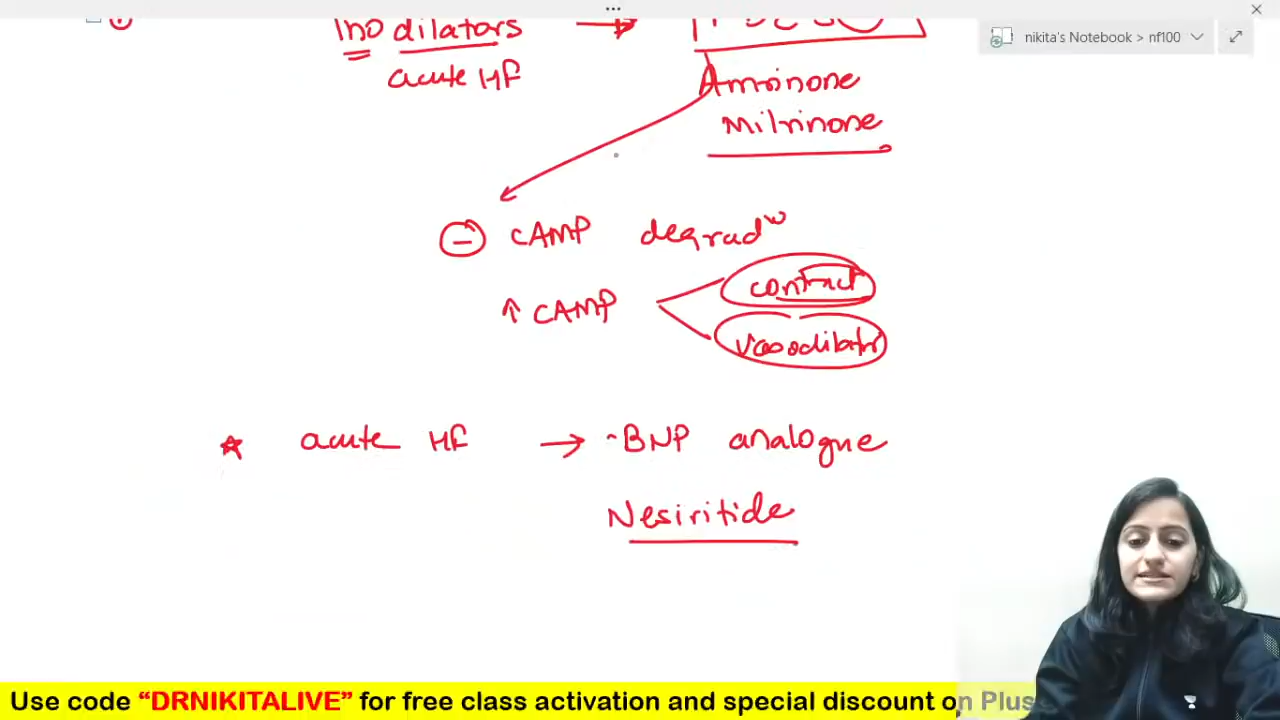 nikita's Notebook > nf100
Inodilators →
acute HF
Amrinone
Milrinone
⊖ cAMP degradⁿ
↑ cAMP
contract
vasodilatn
★ acute HF → BNP analogue
Nesiritide
Use code “DRNIKITALIVE” for free class activation and special discount on Plus